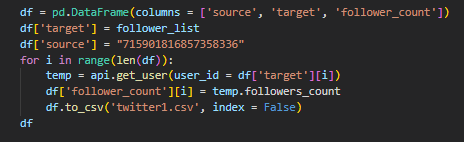 df = pd.DataFrame(columns = ['source', 'target', 'follower_count'])
df['target'] = follower_list
df['source'] = "715901816857358336"
for i in range(len(df)):
    temp = api.get_user(user_id = df['target'][i])
    df['follower_count'][i] = temp.followers_count
    df.to_csv('twitter1.csv', index = False)
df